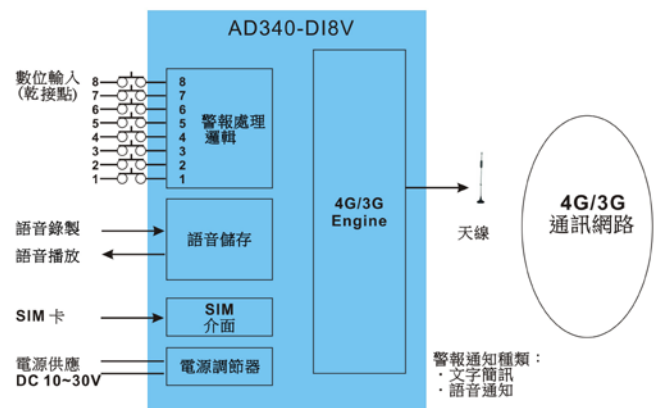 AD340-DI8V
數位輸入
(乾接點)
8
7
6
5
4
3
2
1
8
7
6
5
4
3
2
1
警報處理
邏輯
語音錄製
語音播放
語音儲存
SIM 卡
SIM
介面
電源供應
DC 10~30V
電源調節器
4G/3G
Engine
天線
4G/3G
通訊網路
警報通知種類：
· 文字簡訊
· 語音通知